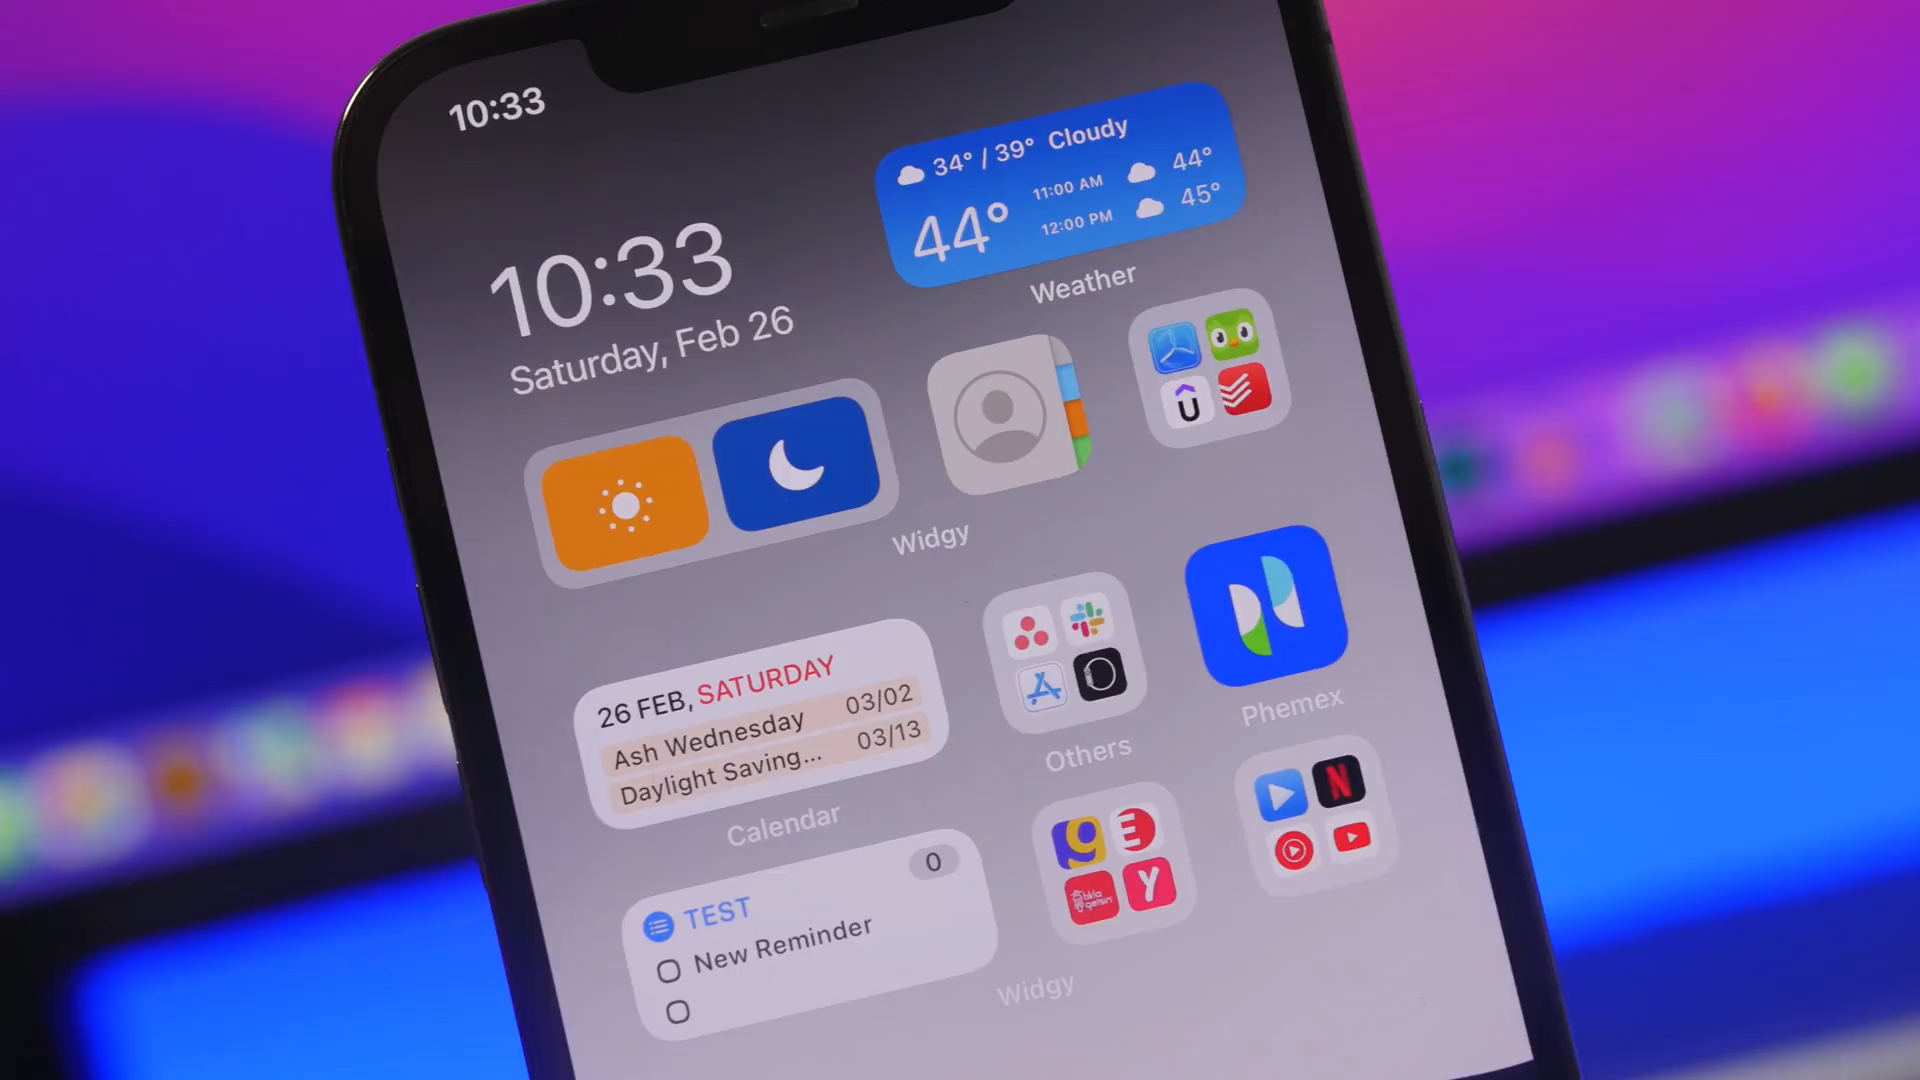 10:33
34° / 39° Cloudy
44°
11:00 AM 44°
12:00 PM 45°
Weather
10:33
Saturday, Feb 26
Widgy
26 FEB, SATURDAY
Ash Wednesday 03/02
Daylight Saving... 03/13
Calendar
Others
Phemex
TEST 0
New Reminder
Widgy